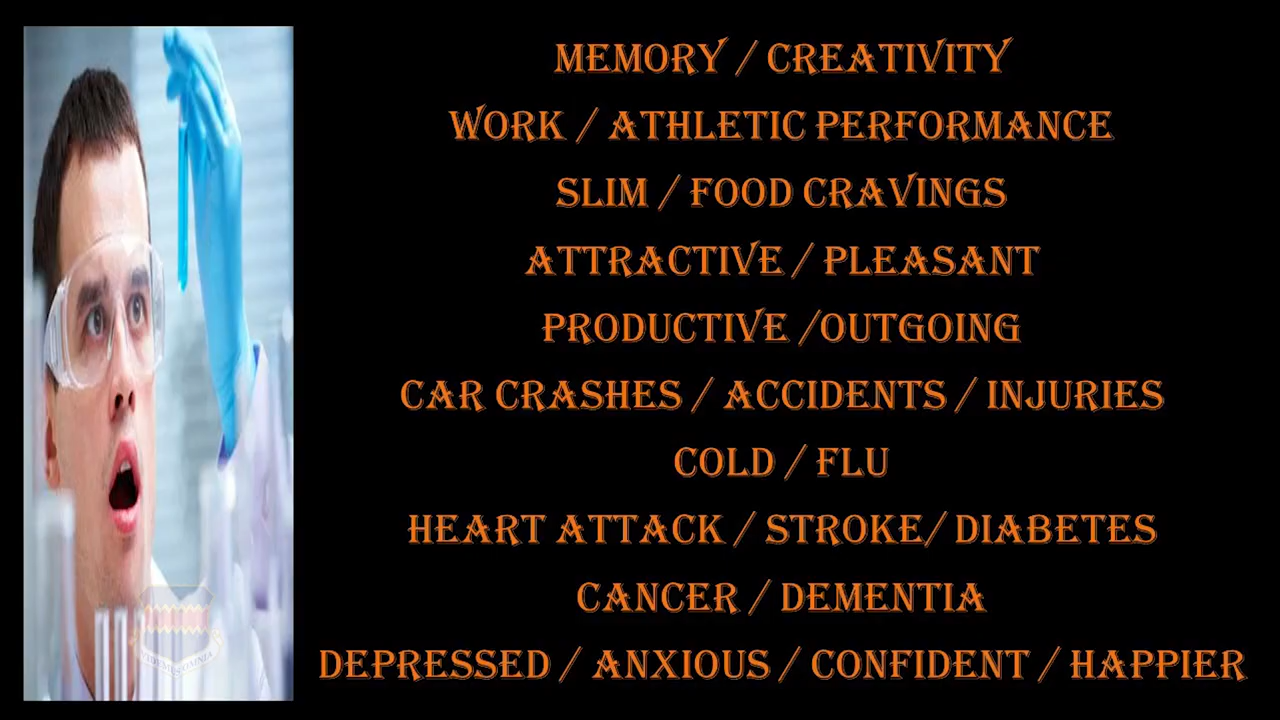 MEMORY / CREATIVITY
WORK / ATHLETIC PERFORMANCE
SLIM / FOOD CRAVINGS
ATTRACTIVE / PLEASANT
PRODUCTIVE /OUTGOING
CAR CRASHES / ACCIDENTS / INJURIES
COLD / FLU
HEART ATTACK / STROKE/ DIABETES
CANCER / DEMENTIA
DEPRESSED / ANXIOUS / CONFIDENT / HAPPIER